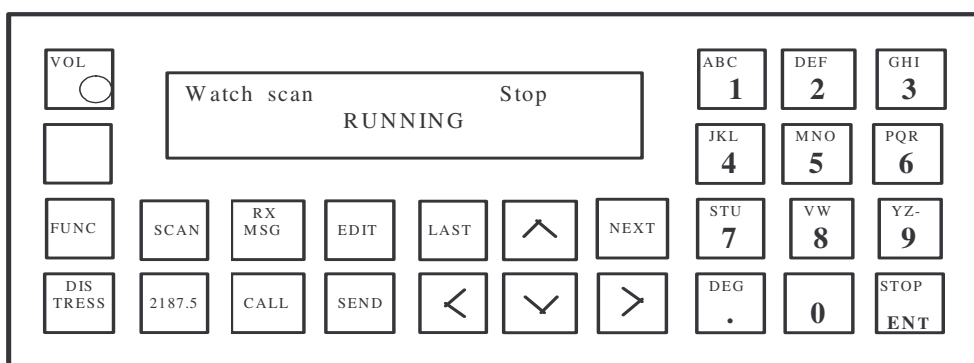 VOL
Watch scan Stop
RUNNING
ABC
1
DEF
2
GHI
3
JKL
4
MNO
5
PQR
6
FUNC
SCAN
RX
MSG
EDIT
LAST
NEXT
STU
7
VW
8
YZ-
9
DIS
TRESS
2187.5
CALL
SEND
DEG
.
0
STOP
ENT